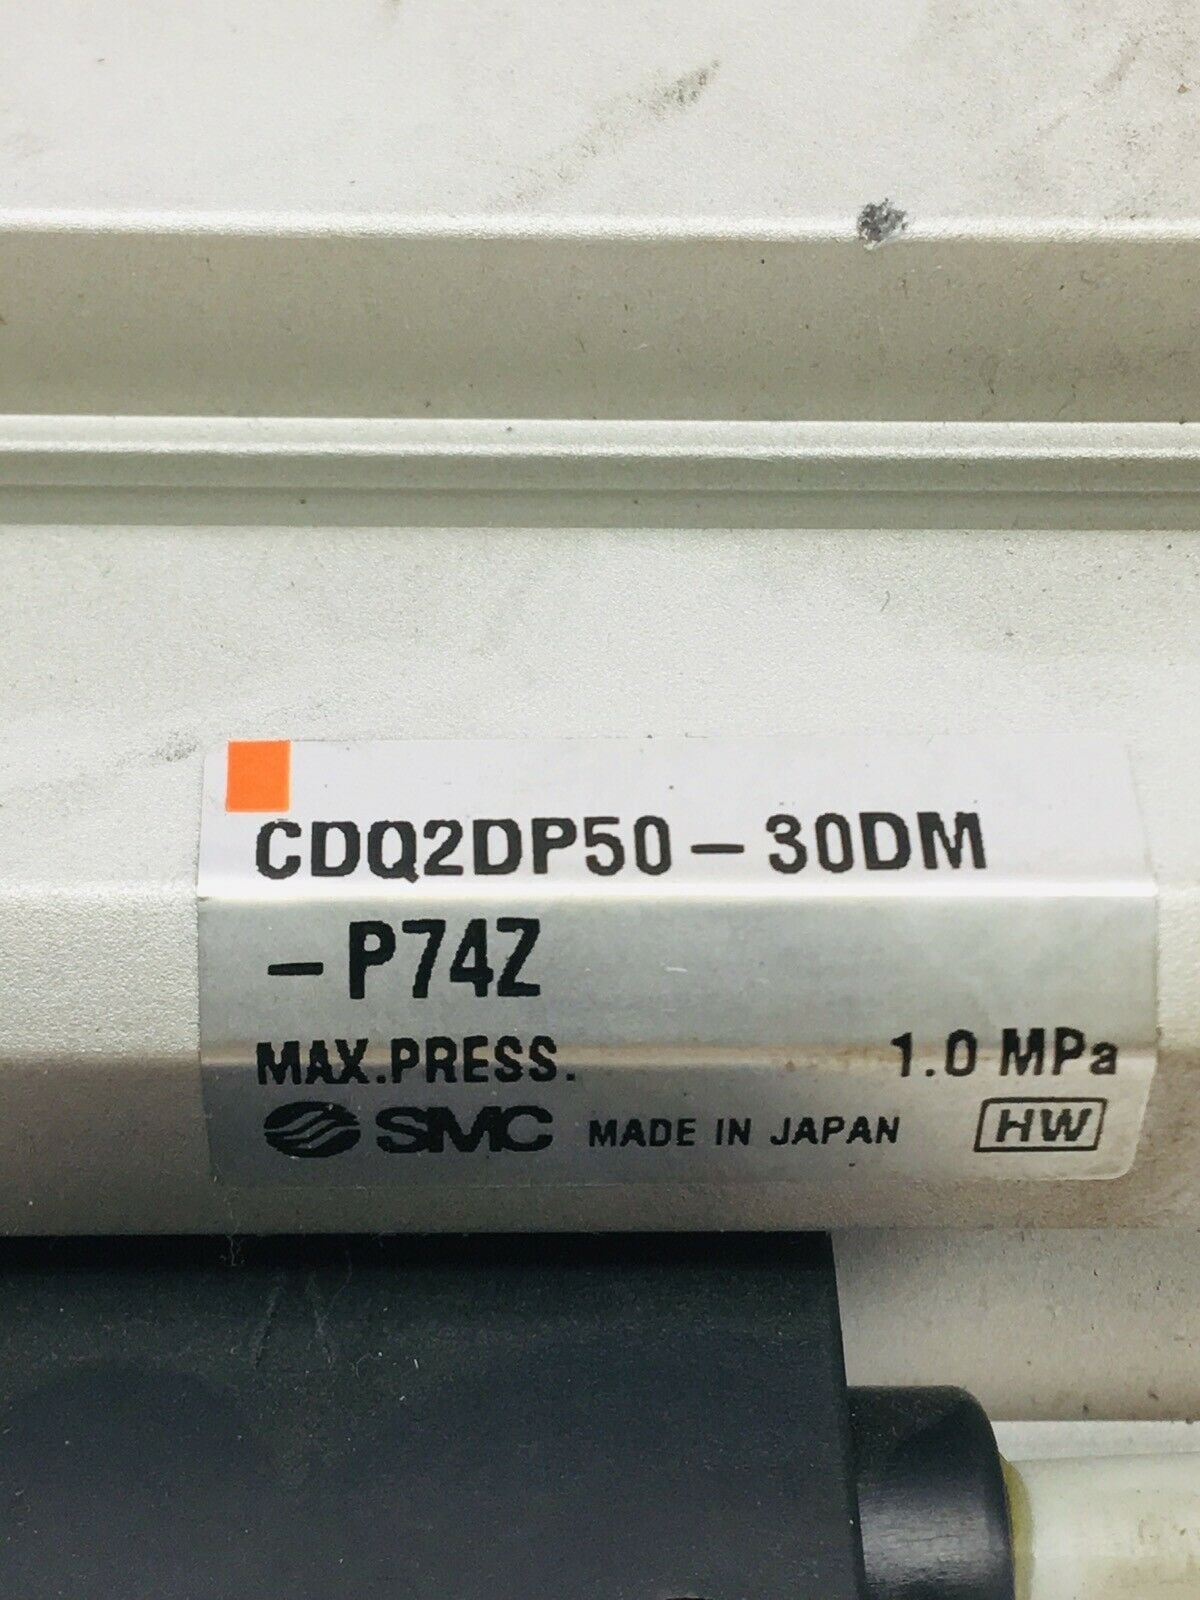 CDQ2DP50-30DM
-P74Z
MAX.PRESS. 1.0 MPa
SMC MADE IN JAPAN HW